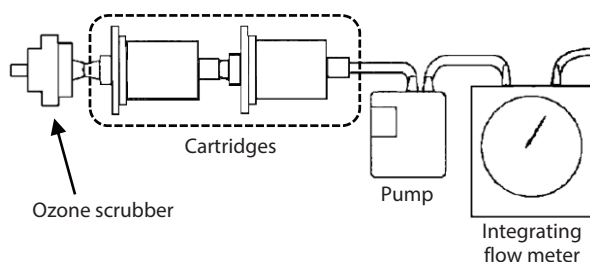 Cartridges
Ozone scrubber
Pump
Integrating
flow meter